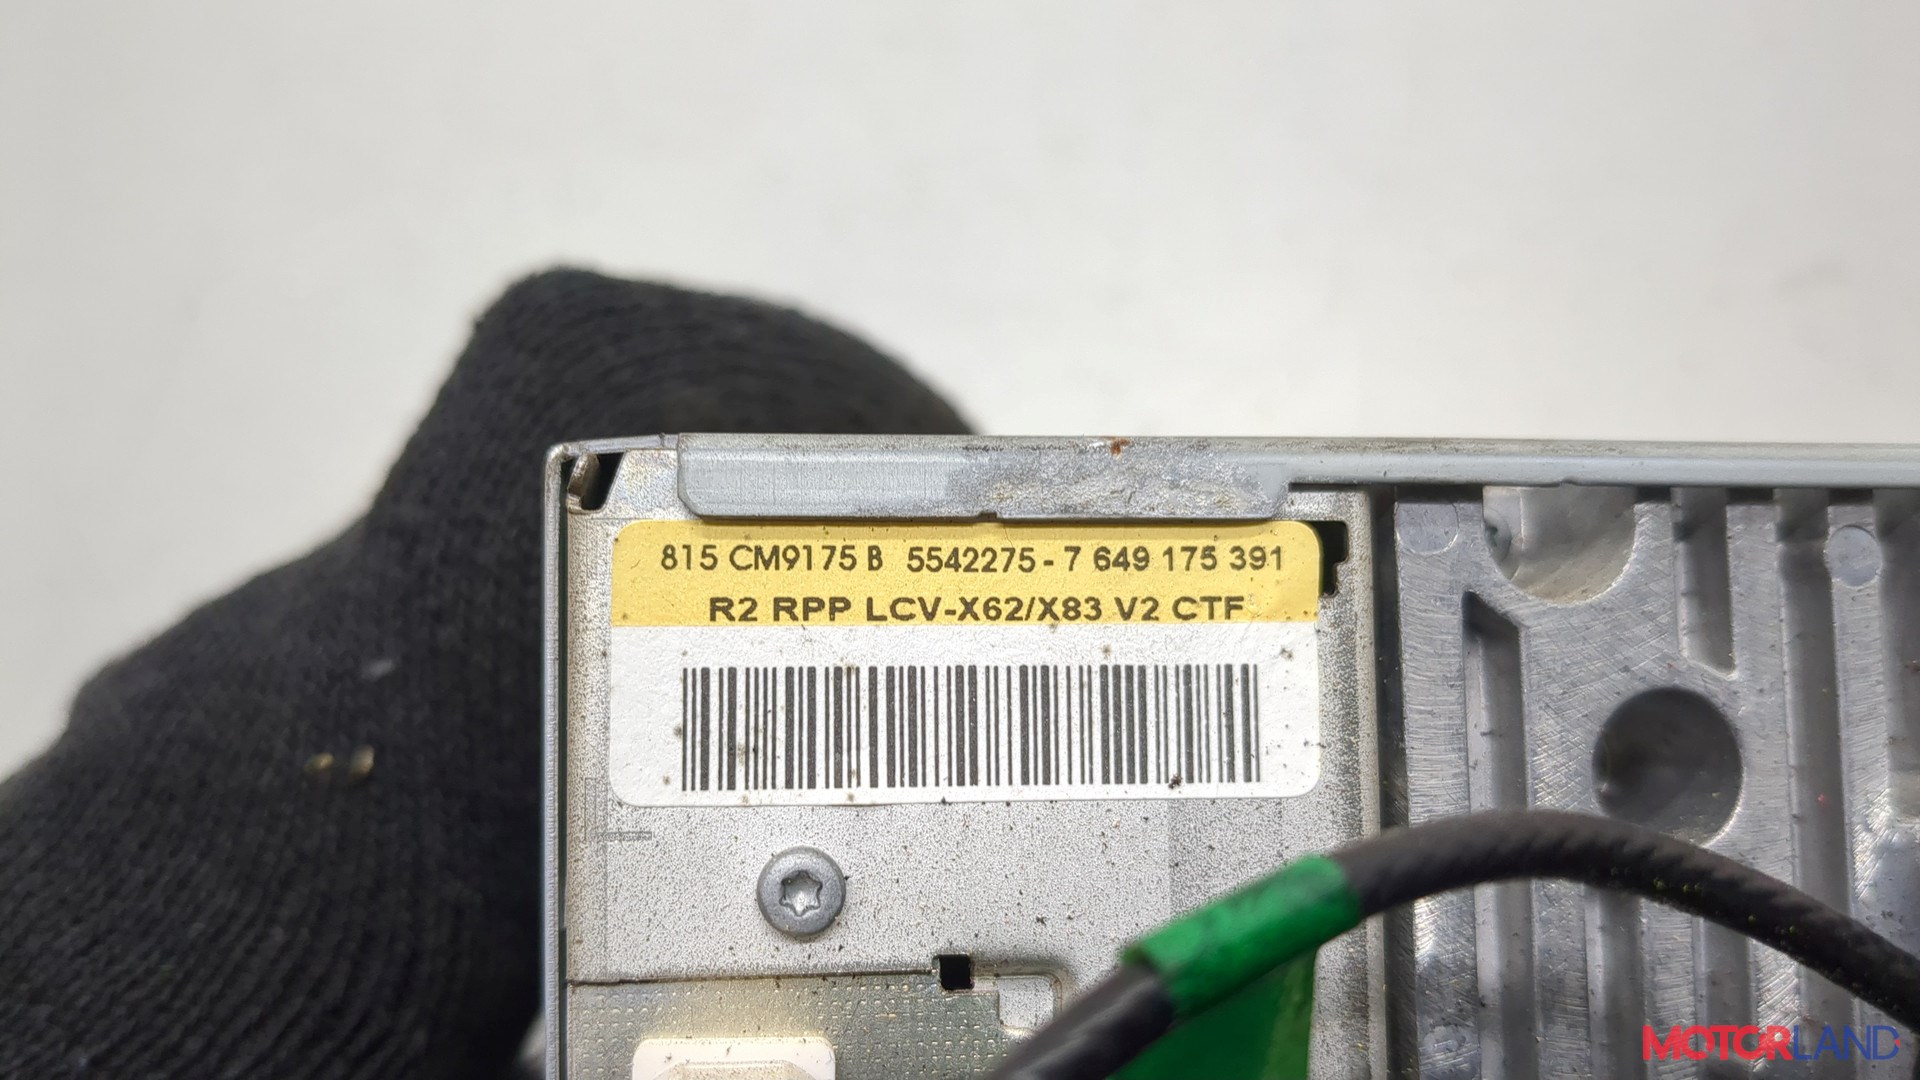 815 CM9175 B 5542275 - 7 649 175 391
R2 RPP LCV-X62/X83 V2 CTF
MOTORLAND